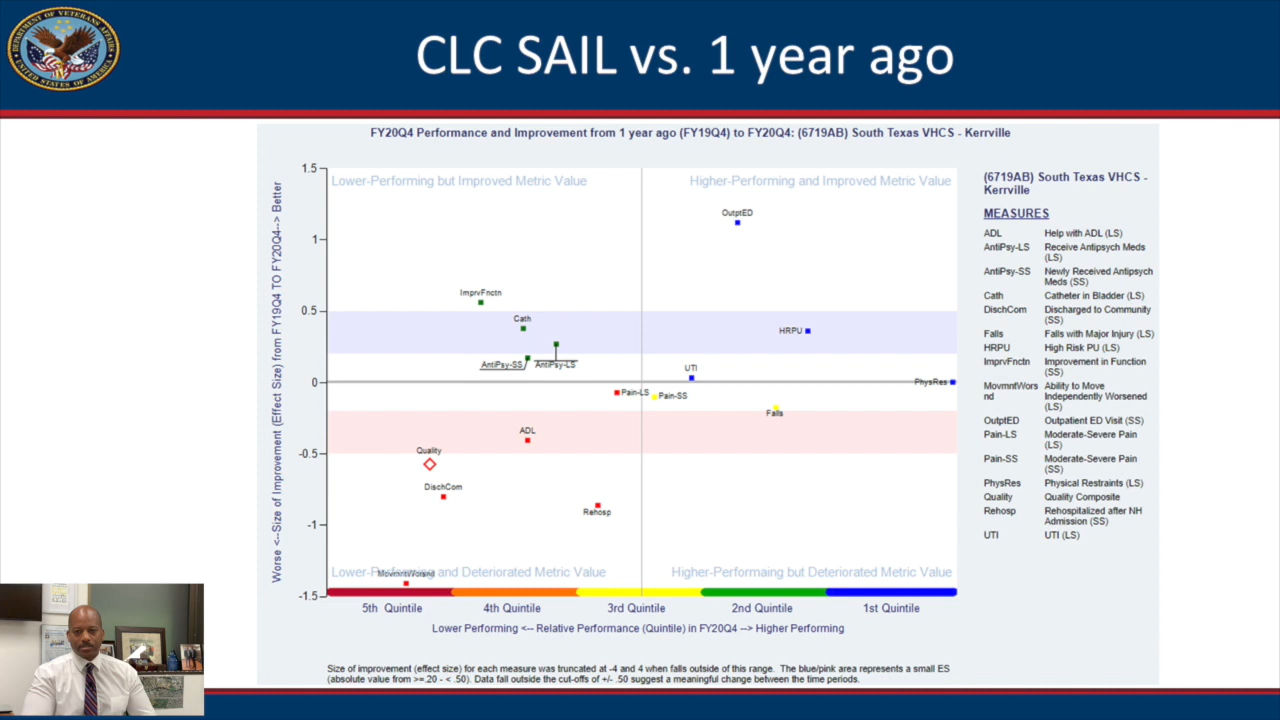 DEPARTMENT OF VETERANS AFFAIRS
UNITED STATES OF AMERICA
CLC SAIL vs. 1 year ago
FY20Q4 Performance and Improvement from 1 year ago (FY19Q4) to FY20Q4: (6719AB) South Texas VHCS - Kerrville
Worse <--Size of Improvement (Effect Size) from FY19Q4 TO FY20Q4--> Better
1.5
1
0.5
0
-0.5
-1
-1.5
Lower-Performing but Improved Metric Value
Higher-Performing and Improved Metric Value
OutptED
ImprvFnctn
Cath
HRPU
AntiPsy-SS
AntiPsy-LS
UTI
PhysRes
Pain-LS
Pain-SS
Falls
ADL
Quality
DischCom
Rehosp
MovmntWorsnd
Lower-Performing and Deteriorated Metric Value
Higher-Performaing but Deteriorated Metric Value
5th Quintile
4th Quintile
3rd Quintile
2nd Quintile
1st Quintile
Lower Performing <-- Relative Performance (Quintile) in FY20Q4 --> Higher Performing
(6719AB) South Texas VHCS -
Kerrville
MEASURES
ADL Help with ADL (LS)
AntiPsy-LS Receive Antipsych Meds
(LS)
AntiPsy-SS Newly Received Antipsych
Meds (SS)
Cath Catheter in Bladder (LS)
DischCom Discharged to Community
(SS)
Falls Falls with Major Injury (LS)
HRPU High Risk PU (LS)
ImprvFnctn Improvement in Function
(SS)
MovmntWors Ability to Move
nd Independently Worsened
(LS)
OutptED Outpatient ED Visit (SS)
Pain-LS Moderate-Severe Pain
(LS)
Pain-SS Moderate-Severe Pain
(SS)
PhysRes Physical Restraints (LS)
Quality Quality Composite
Rehosp Rehospitalized after NH
Admission (SS)
UTI UTI (LS)
Size of improvement (effect size) for each measure was truncated at -4 and 4 when falls outside of this range. The blue/pink area represents a small ES
(absolute value from >=.20 - < .50). Data fall outside the cut-offs of +/- .50 suggest a meaningful change between the time periods.